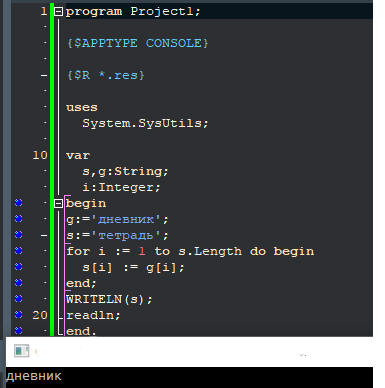 1 program Project1;
{$APPTYPE CONSOLE}
{$R *.res}
uses
System.SysUtils;
10 var
s,g:String;
i:Integer;
begin
g:='дневник';
s:='тетрадь';
for i := 1 to s.Length do begin
s[i] := g[i];
end;
WRITELN(s);
20 readln;
end.
дневник